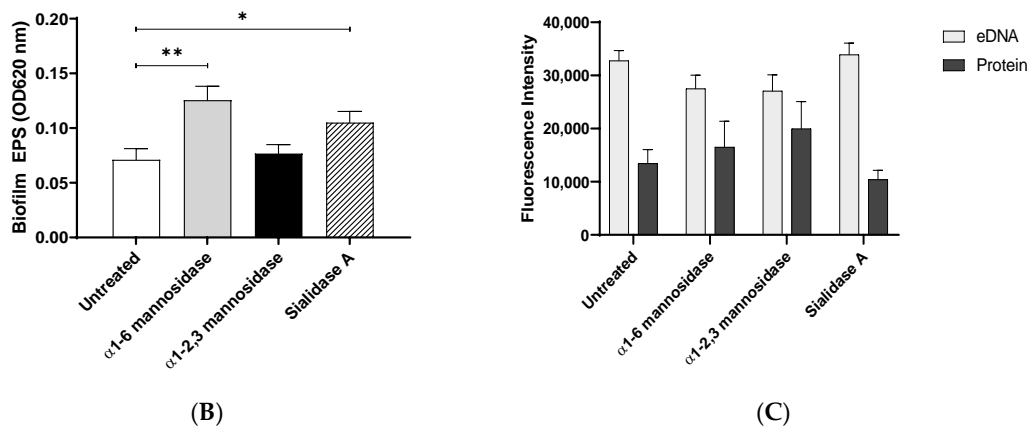 Biofilm EPS (OD620 nm)
0.20
0.15
0.10
0.05
0.00
*
**
Untreated
α1-6 mannosidase
α1-2,3 mannosidase
Sialidase A
(B)
Fluorescence Intensity
40,000
30,000
20,000
10,000
0
eDNA
Protein
Untreated
α1-6 mannosidase
α1-2,3 mannosidase
Sialidase A
(C)